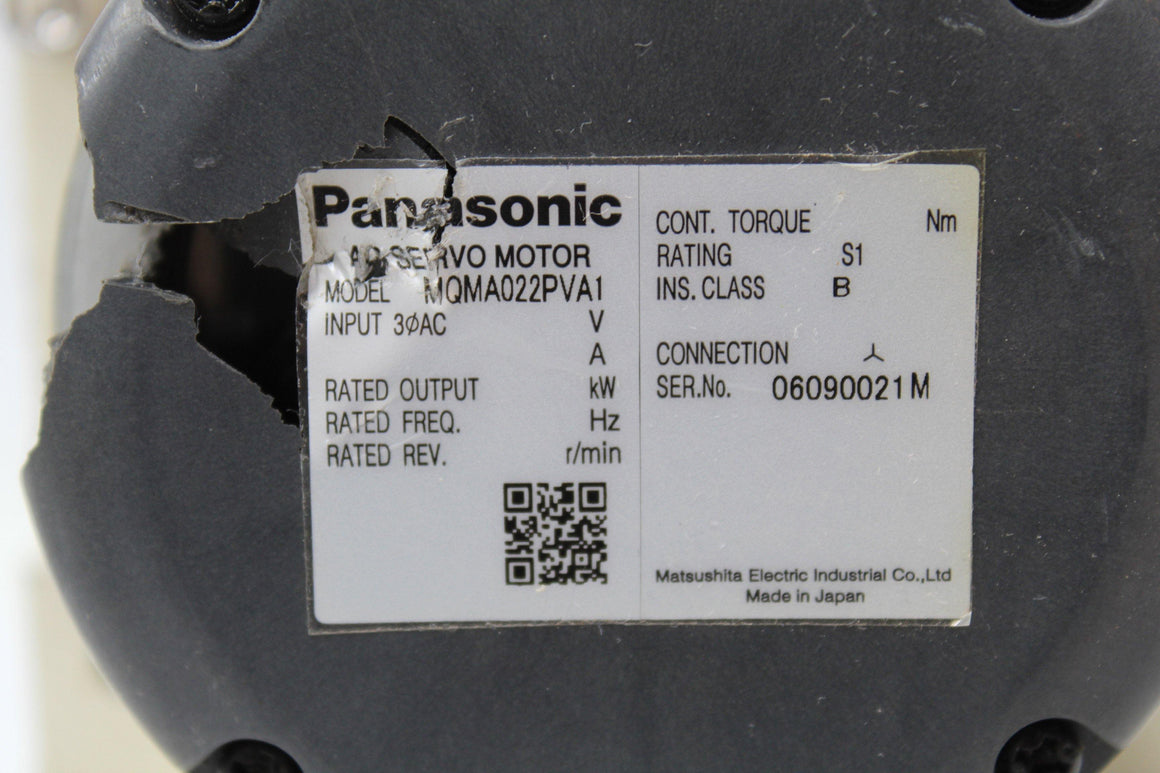 Panasonic
AC SERVO MOTOR
MODEL MQMA022PVA1
INPUT 3φAC V
A
RATED OUTPUT kW
RATED FREQ. Hz
RATED REV. r/min
CONT. TORQUE Nm
RATING S1
INS. CLASS B
CONNECTION
SER.No. 06090021M
Matsushita Electric Industrial Co.,Ltd
Made in Japan